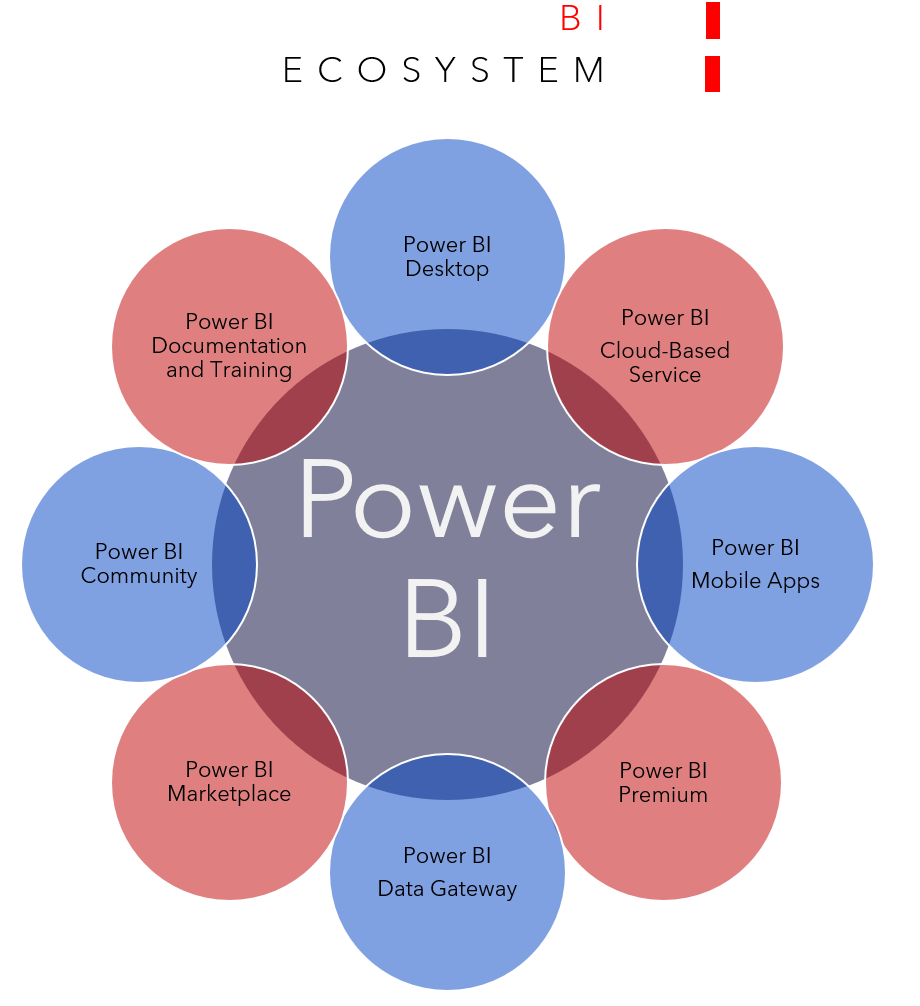 BI
ECOSYSTEM
Power BI
Desktop
Power BI
Documentation
and Training
Power BI
Cloud-Based
Service
Power
BI
Power BI
Community
Power BI
Mobile Apps
Power BI
Marketplace
Power BI
Premium
Power BI
Data Gateway